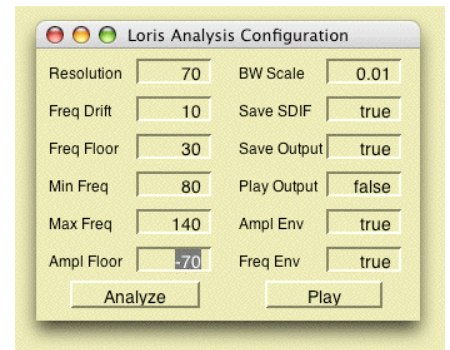 Loris Analysis Configuration
Resolution 70 BW Scale 0.01
Freq Drift 10 Save SDIF true
Freq Floor 30 Save Output true
Min Freq 80 Play Output false
Max Freq 140 Ampl Env true
Ampl Floor -70 Freq Env true
Analyze Play